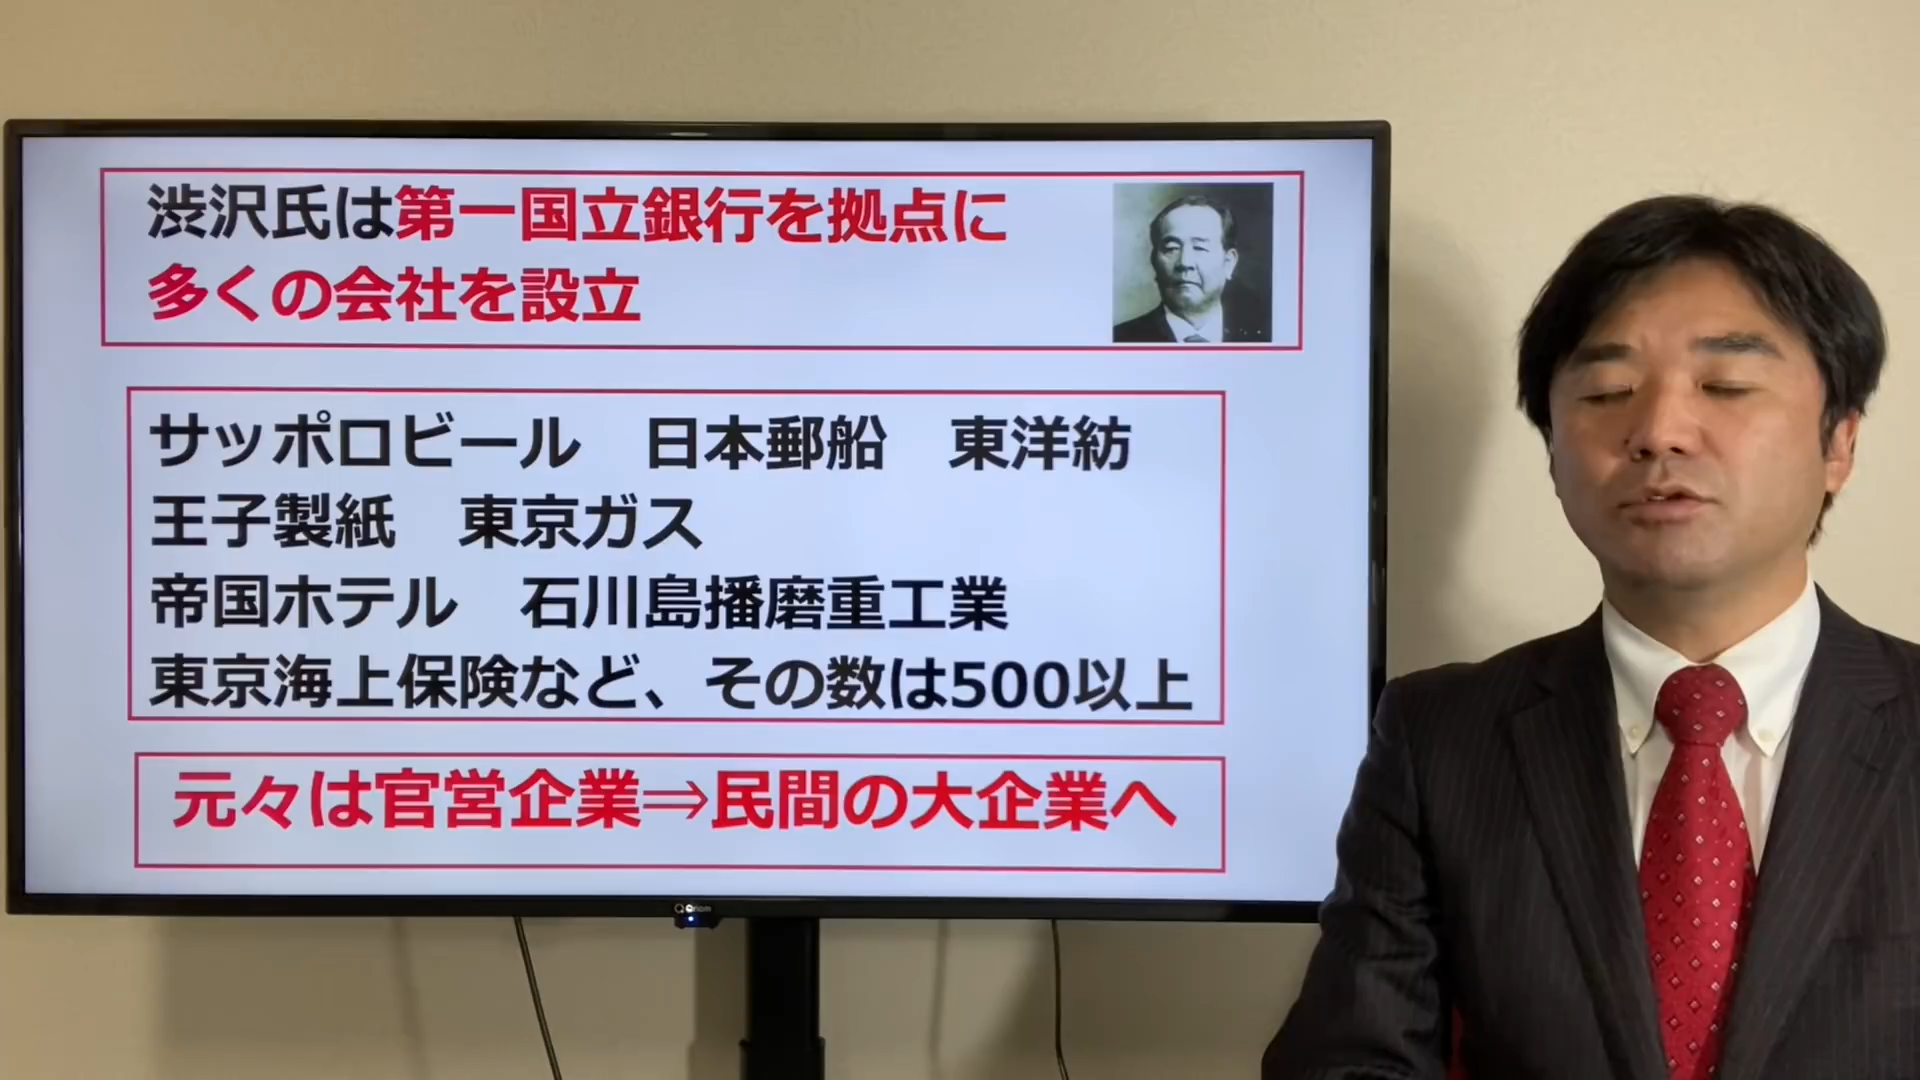 渋沢氏は第一国立銀行を拠点に
多くの会社を設立
サッポロビール 日本郵船 東洋紡
王子製紙 東京ガス
帝国ホテル 石川島播磨重工業
東京海上保険など、その数は500以上
元々は官営企業⇒民間の大企業へ